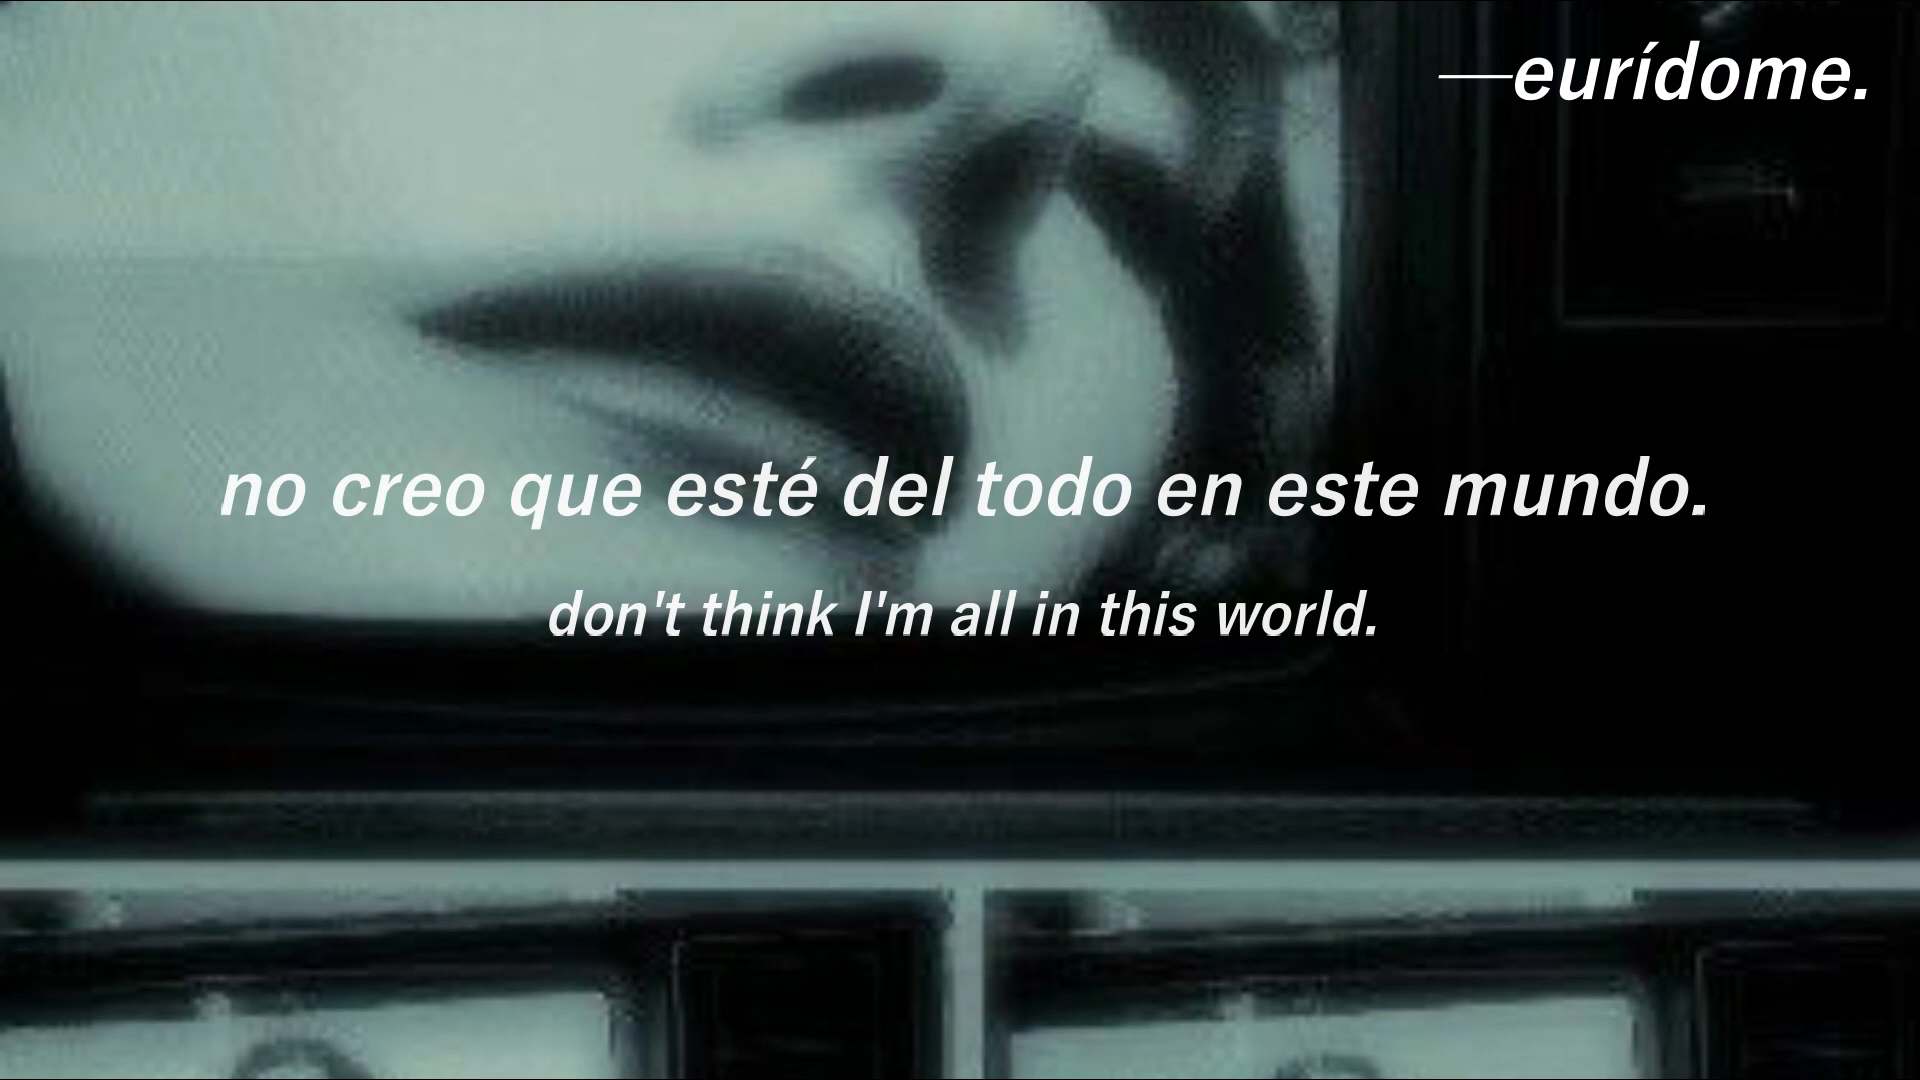 —eurídome.
no creo que esté del todo en este mundo.
don't think I'm all in this world.